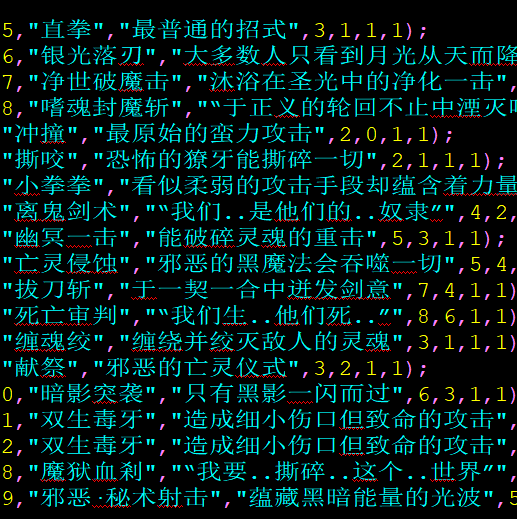 5,"直拳","最普通的招式",3,1,1,1);
6,"银光落刃","大多数人只看到月光从天而降
7,"净世破魔击","沐浴在圣光中的净化一击",
8,"嗜魂封魔斩","“于正义的轮回不止中湮灭吧
"冲撞","最原始的蛮力攻击",2,0,1,1);
"撕咬","恐怖的獠牙能撕碎一切",2,1,1,1);
"小拳拳","看似柔弱的攻击手段却蕴含着力量
"离鬼剑术","“我们..是他们的..奴隶”",4,2,
"幽冥一击","能破碎灵魂的重击",5,3,1,1);
"亡灵侵蚀","邪恶的黑魔法会吞噬一切",5,4,
"拔刀斩","于一契一合中迸发剑意",7,4,1,1)
"死亡审判","“我们生..他们死..”",8,6,1,1)
"缠魂绞","缠绕并绞灭敌人的灵魂",3,1,1,1)
"献祭","邪恶的亡灵仪式",3,2,1,1);
0,"暗影突袭","只有黑影一闪而过",6,3,1,1)
1,"双生毒牙","造成细小伤口但致命的攻击",
2,"双生毒牙","造成细小伤口但致命的攻击",
8,"魔狱血刹","“我要..撕碎..这个..世界”",
9,"邪恶·秘术射击","蕴藏黑暗能量的光波",5